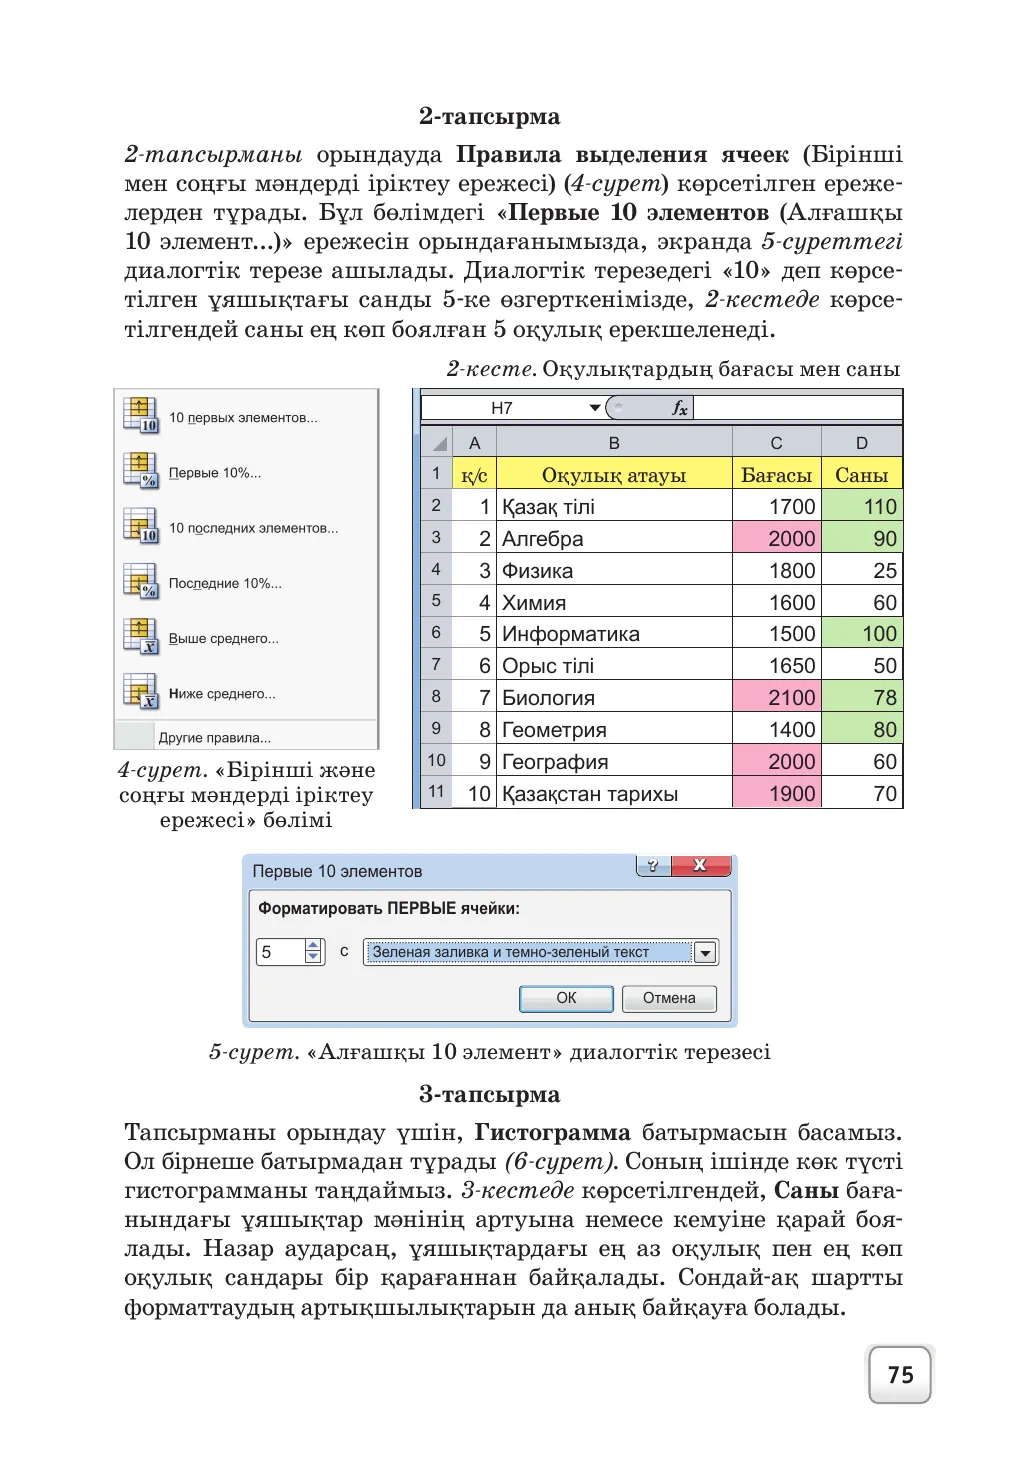 2-тапсырма
2-тапсырманы орындауда Правила выделения ячеек (Бірінші
мен соңғы мәндерді іріктеу ережесі) (4-сурет) көрсетілген ереже-
лерден тұрады. Бұл бөлімдегі «Первые 10 элементов (Алғашқы
10 элемент...)» ережесін орындағанымызда, экранда 5-суреттегі
диалогтік терезе ашылады. Диалогтік терезедегі «10» деп көрсе-
тілген ұяшықтағы санды 5-ке өзгерткенімізде, 2-кестеде көрсе-
тілгендей саны ең көп боялған 5 оқулық ерекшеленеді.
2-кесте. Оқулықтардың бағасы мен саны
10 первых элементов...
Первые 10%...
10 последних элементов...
Последние 10%...
Выше среднего...
Ниже среднего...
Другие правила...
4-сурет. «Бірінші және
соңғы мәндерді іріктеу
ережесі» бөлімі
H7 fx
A B C D
1 қ/с Оқулық атауы Бағасы Саны
2 1 Қазақ тілі 1700 110
3 2 Алгебра 2000 90
4 3 Физика 1800 25
5 4 Химия 1600 60
6 5 Информатика 1500 100
7 6 Орыс тілі 1650 50
8 7 Биология 2100 78
9 8 Геометрия 1400 80
10 9 География 2000 60
11 10 Қазақстан тарихы 1900 70
Первые 10 элементов
Форматировать ПЕРВЫЕ ячейки:
5 с Зеленая заливка и темно-зеленый текст
ОК Отмена
5-сурет. «Алғашқы 10 элемент» диалогтік терезесі
3-тапсырма
Тапсырманы орындау үшін, Гистограмма батырмасын басамыз.
Ол бірнеше батырмадан тұрады (6-сурет). Соның ішінде көк түсті
гистограмманы таңдаймыз. 3-кестеде көрсетілгендей, Саны баға-
нындағы ұяшықтар мәнінің артуына немесе кемуіне қарай боя-
лады. Назар аударсаң, ұяшықтардағы ең аз оқулық пен ең көп
оқулық сандары бір қарағаннан байқалады. Сондай-ақ шартты
форматтаудың артықшылықтарын да анық байқауға болады.
75